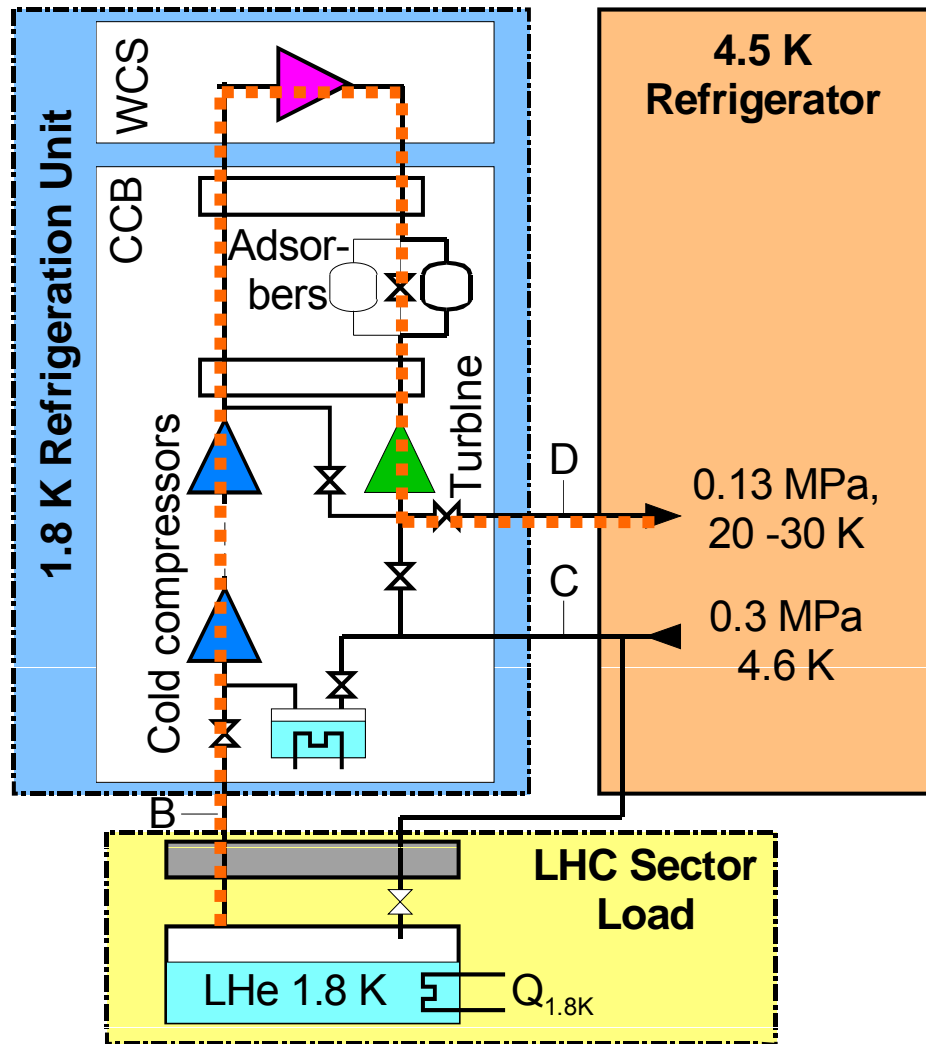 WCS
4.5 K
Refrigerator
1.8 K Refrigeration Unit
CCB
Adsor-
bers
Cold compressors
TurbIne
D
0.13 MPa,
20 -30 K
C
0.3 MPa
4.6 K
B
LHC Sector
Load
LHe 1.8 K
Q1.8K